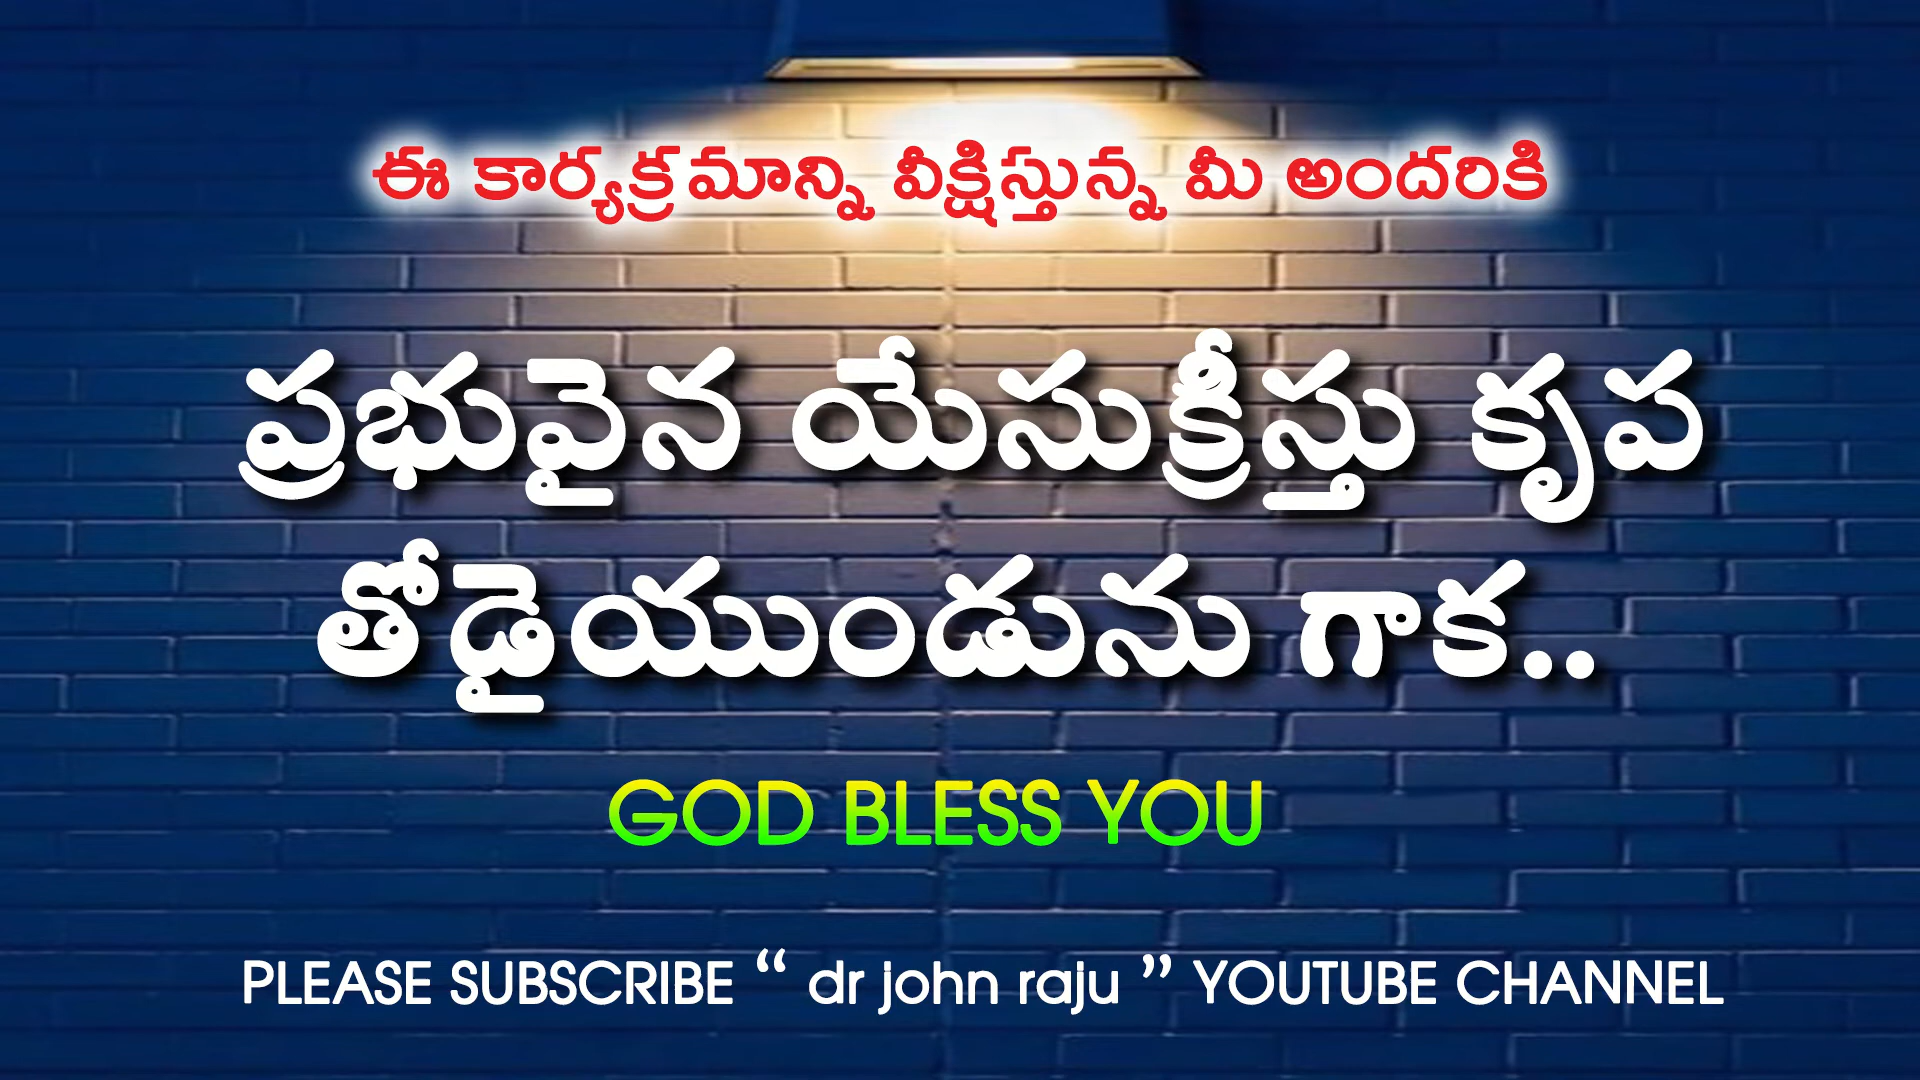 ఈ కార్యక్రమాన్ని వీక్షిస్తున్న మీ అందరికి
ప్రభువైన యేసుక్రీస్తు కృప
తోడైయుండును గాక..
GOD BLESS YOU
PLEASE SUBSCRIBE “ dr john raju ” YOUTUBE CHANNEL